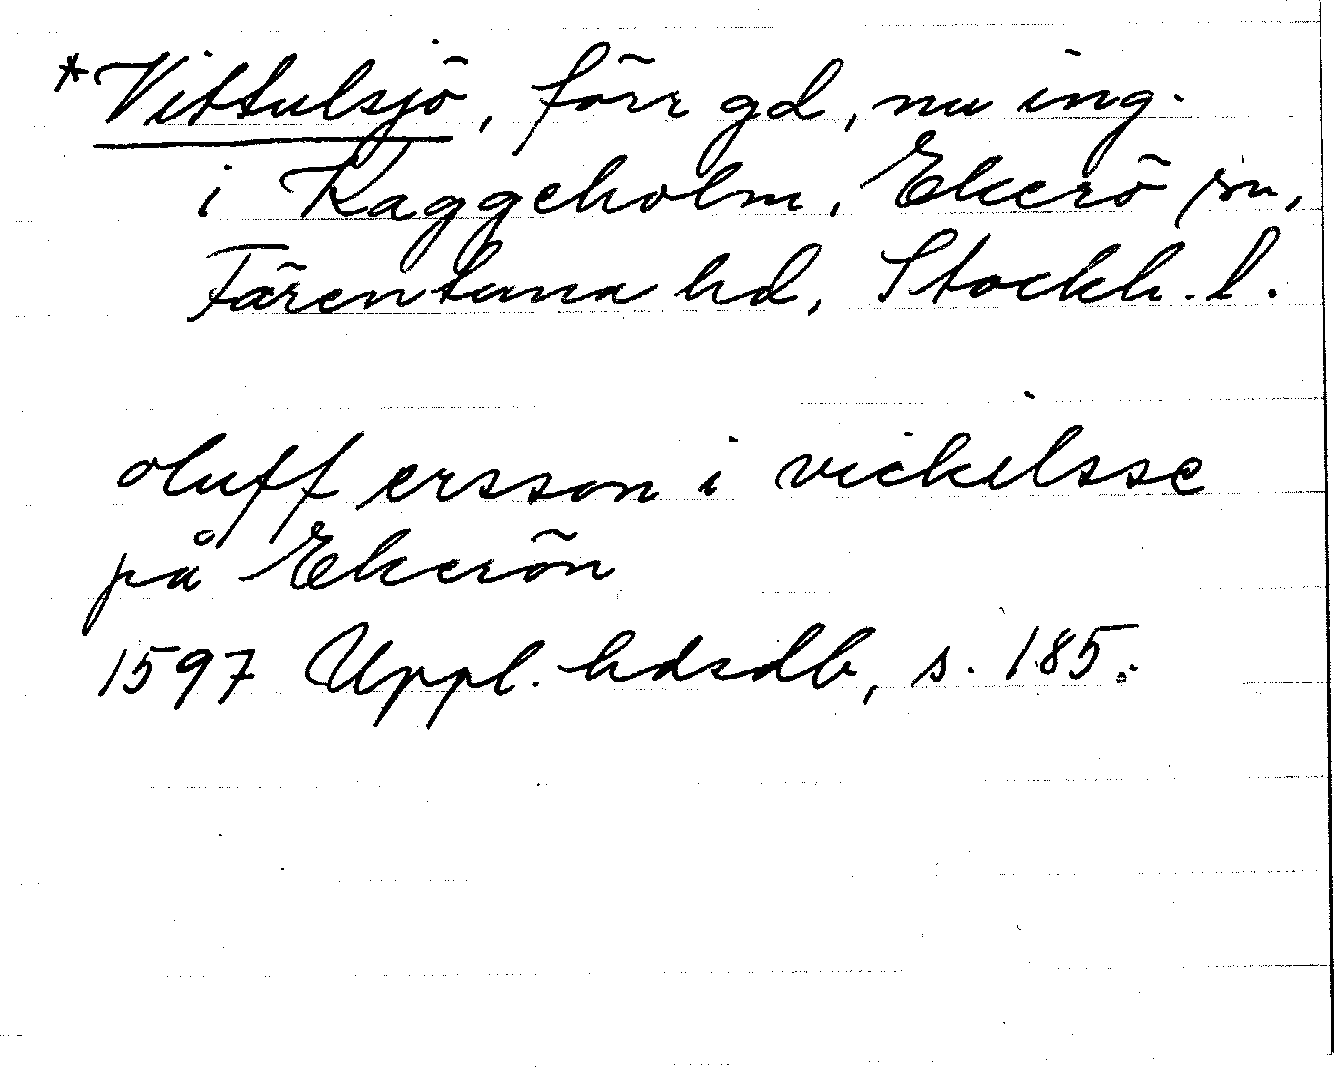 *Vittulsjö, förr gd, nu ing.
i Kaggeholm, Ekerö sn,
Färentuna hd, Stockh. l.
oluff ersson i vickelsse
på Ekerön
1597 Uppl. hdsdb, s. 185.